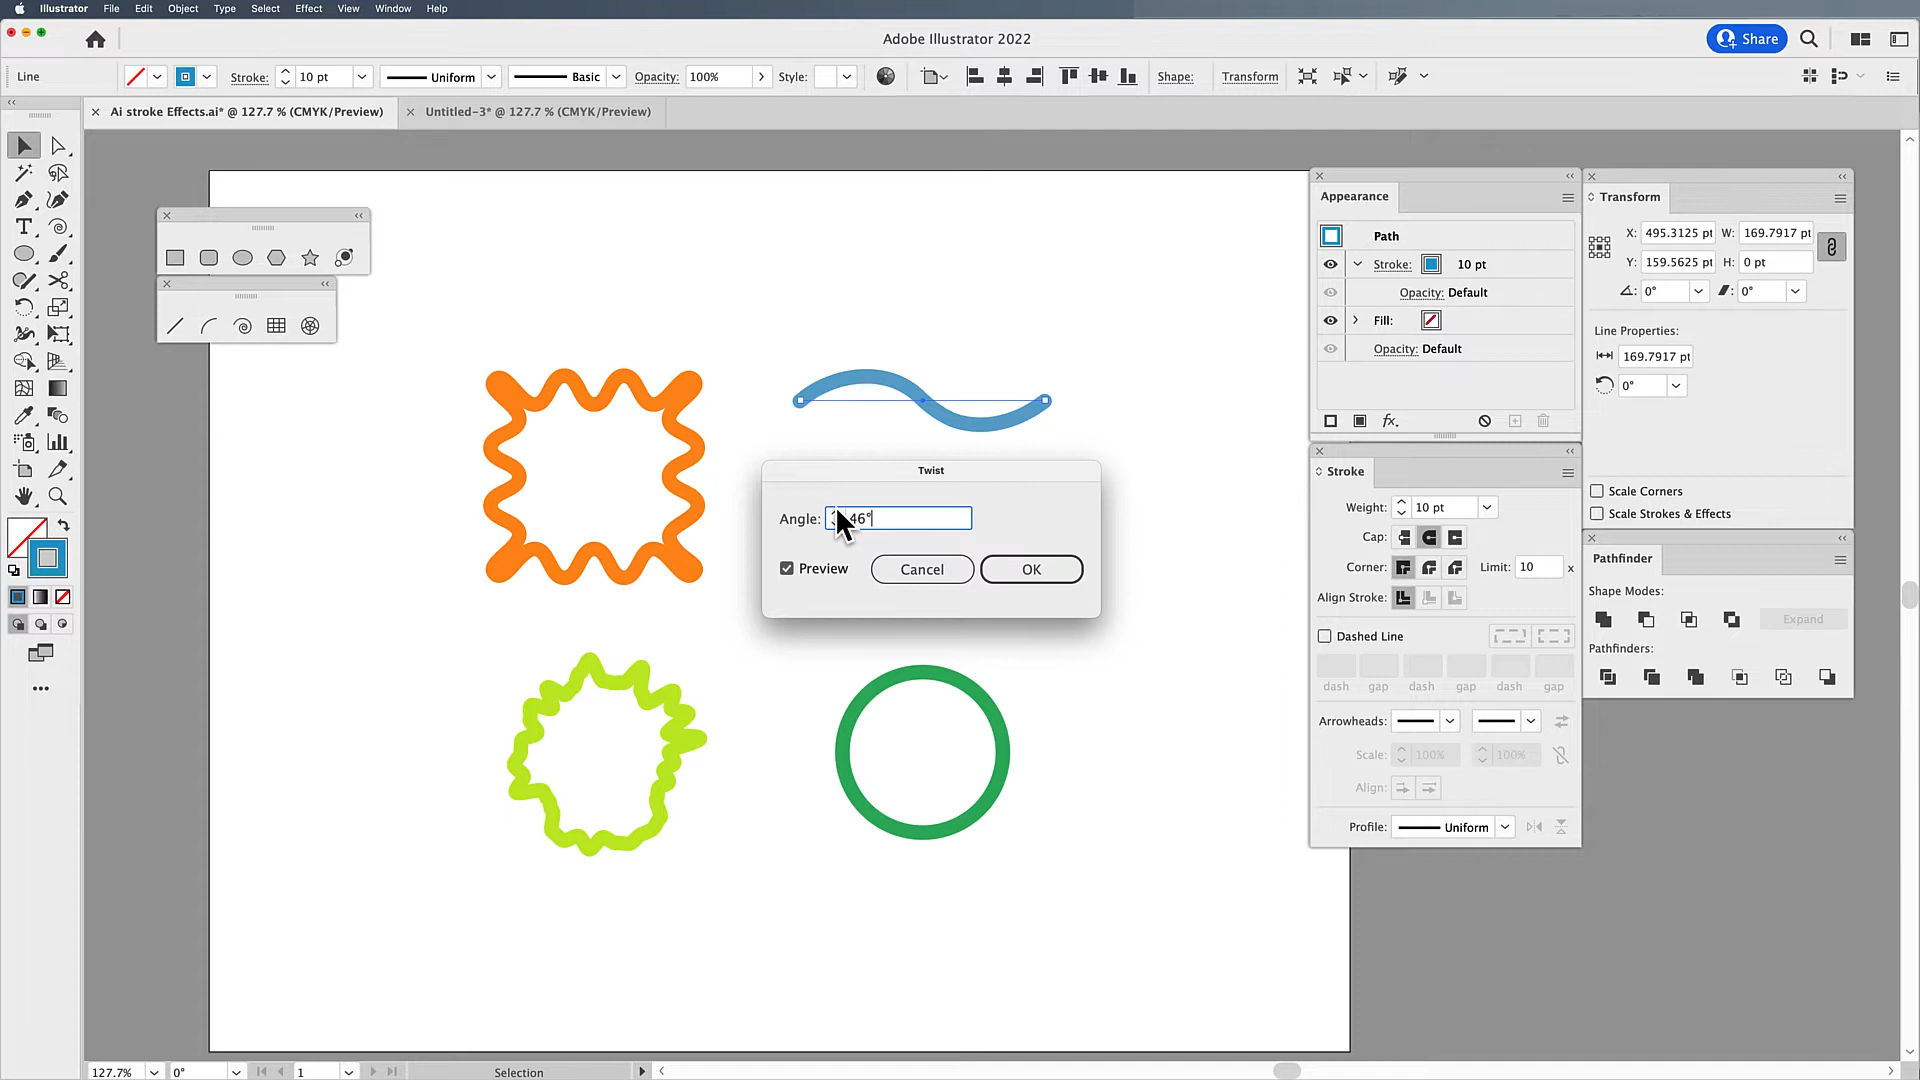 Illustrator File Edit Object Type Select Effect View Window Help
Adobe Illustrator 2022
Share
Line
Stroke: 10 pt
Uniform
Basic
Opacity: 100%
Style:
Shape:
Transform
Ai stroke Effects.ai* @ 127.7 % (CMYK/Preview)
Untitled-3* @ 127.7 % (CMYK/Preview)
Appearance
Path
Stroke: 10 pt
Opacity: Default
Fill:
Opacity: Default
Transform
X: 495.3125 pt W: 169.7917 pt
Y: 159.5625 pt H: 0 pt
0° 0°
Line Properties:
169.7917 pt
0°
Scale Corners
Scale Strokes & Effects
Twist
Angle: 46°
Preview
Cancel
OK
Stroke
Weight: 10 pt
Cap:
Corner: Limit: 10 x
Align Stroke:
Dashed Line
dash gap dash gap dash gap
Arrowheads:
Scale: 100% 100%
Align:
Profile: Uniform
Pathfinder
Shape Modes:
Expand
Pathfinders:
127.7% 0° 1 Selection